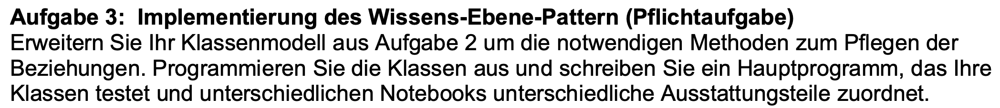 Aufgabe 3:  Implementierung des Wissens-Ebene-Pattern (Pflichtaufgabe)
Erweitern Sie Ihr Klassenmodell aus Aufgabe 2 um die notwendigen Methoden zum Pflegen der
Beziehungen. Programmieren Sie die Klassen aus und schreiben Sie ein Hauptprogramm, das Ihre
Klassen testet und unterschiedlichen Notebooks unterschiedliche Ausstattungsteile zuordnet.